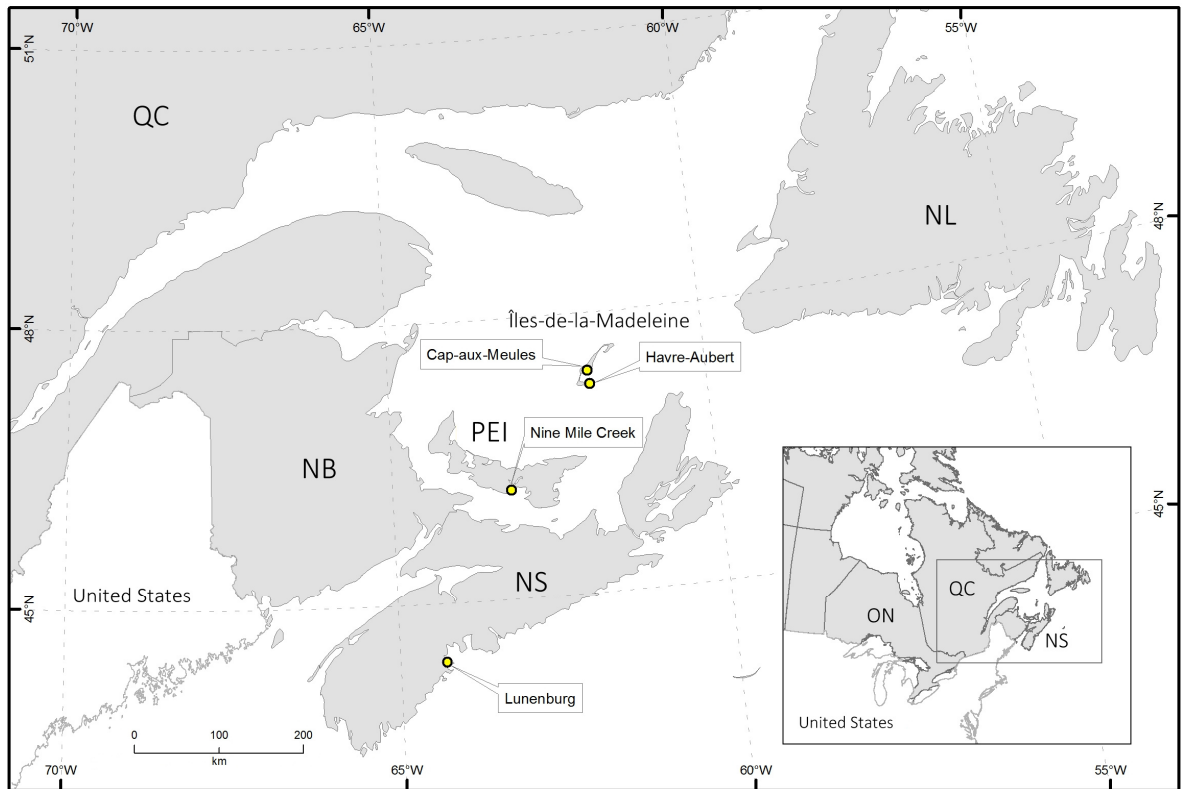 70°W
65°W
60°W
55°W
51°N
QC
NL
48°N
48°N
Îles-de-la-Madeleine
Cap-aux-Meules
Havre-Aubert
PEI
Nine Mile Creek
NB
45°N
NS
United States
45°N
QC
ON
NS
Lunenburg
United States
0 100 200
km
70°W
65°W
60°W
55°W